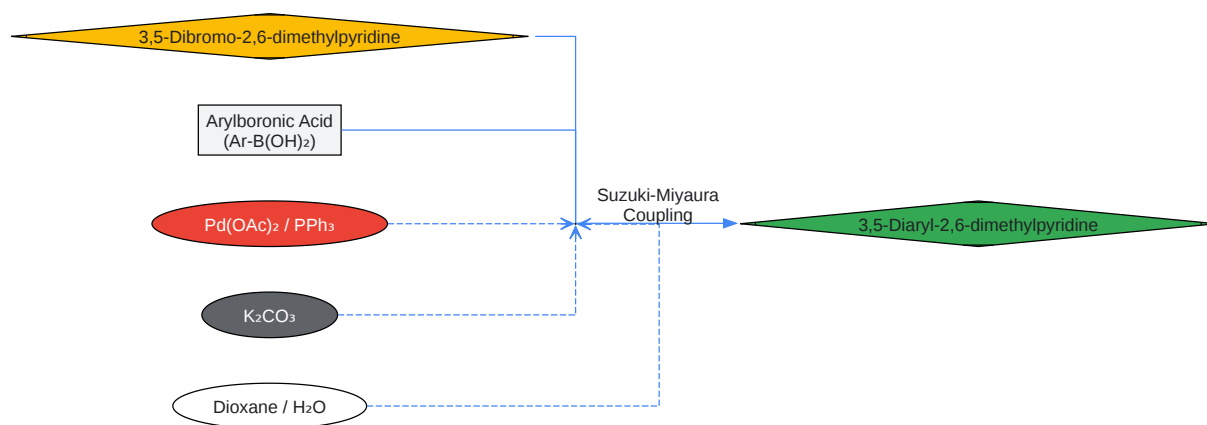 3,5-Dibromo-2,6-dimethylpyridine
Arylboronic Acid
(Ar-B(OH)₂)
Suzuki-Miyaura
Coupling
Pd(OAc)₂ / PPh₃
3,5-Diaryl-2,6-dimethylpyridine
K₂CO₃
Dioxane / H₂O